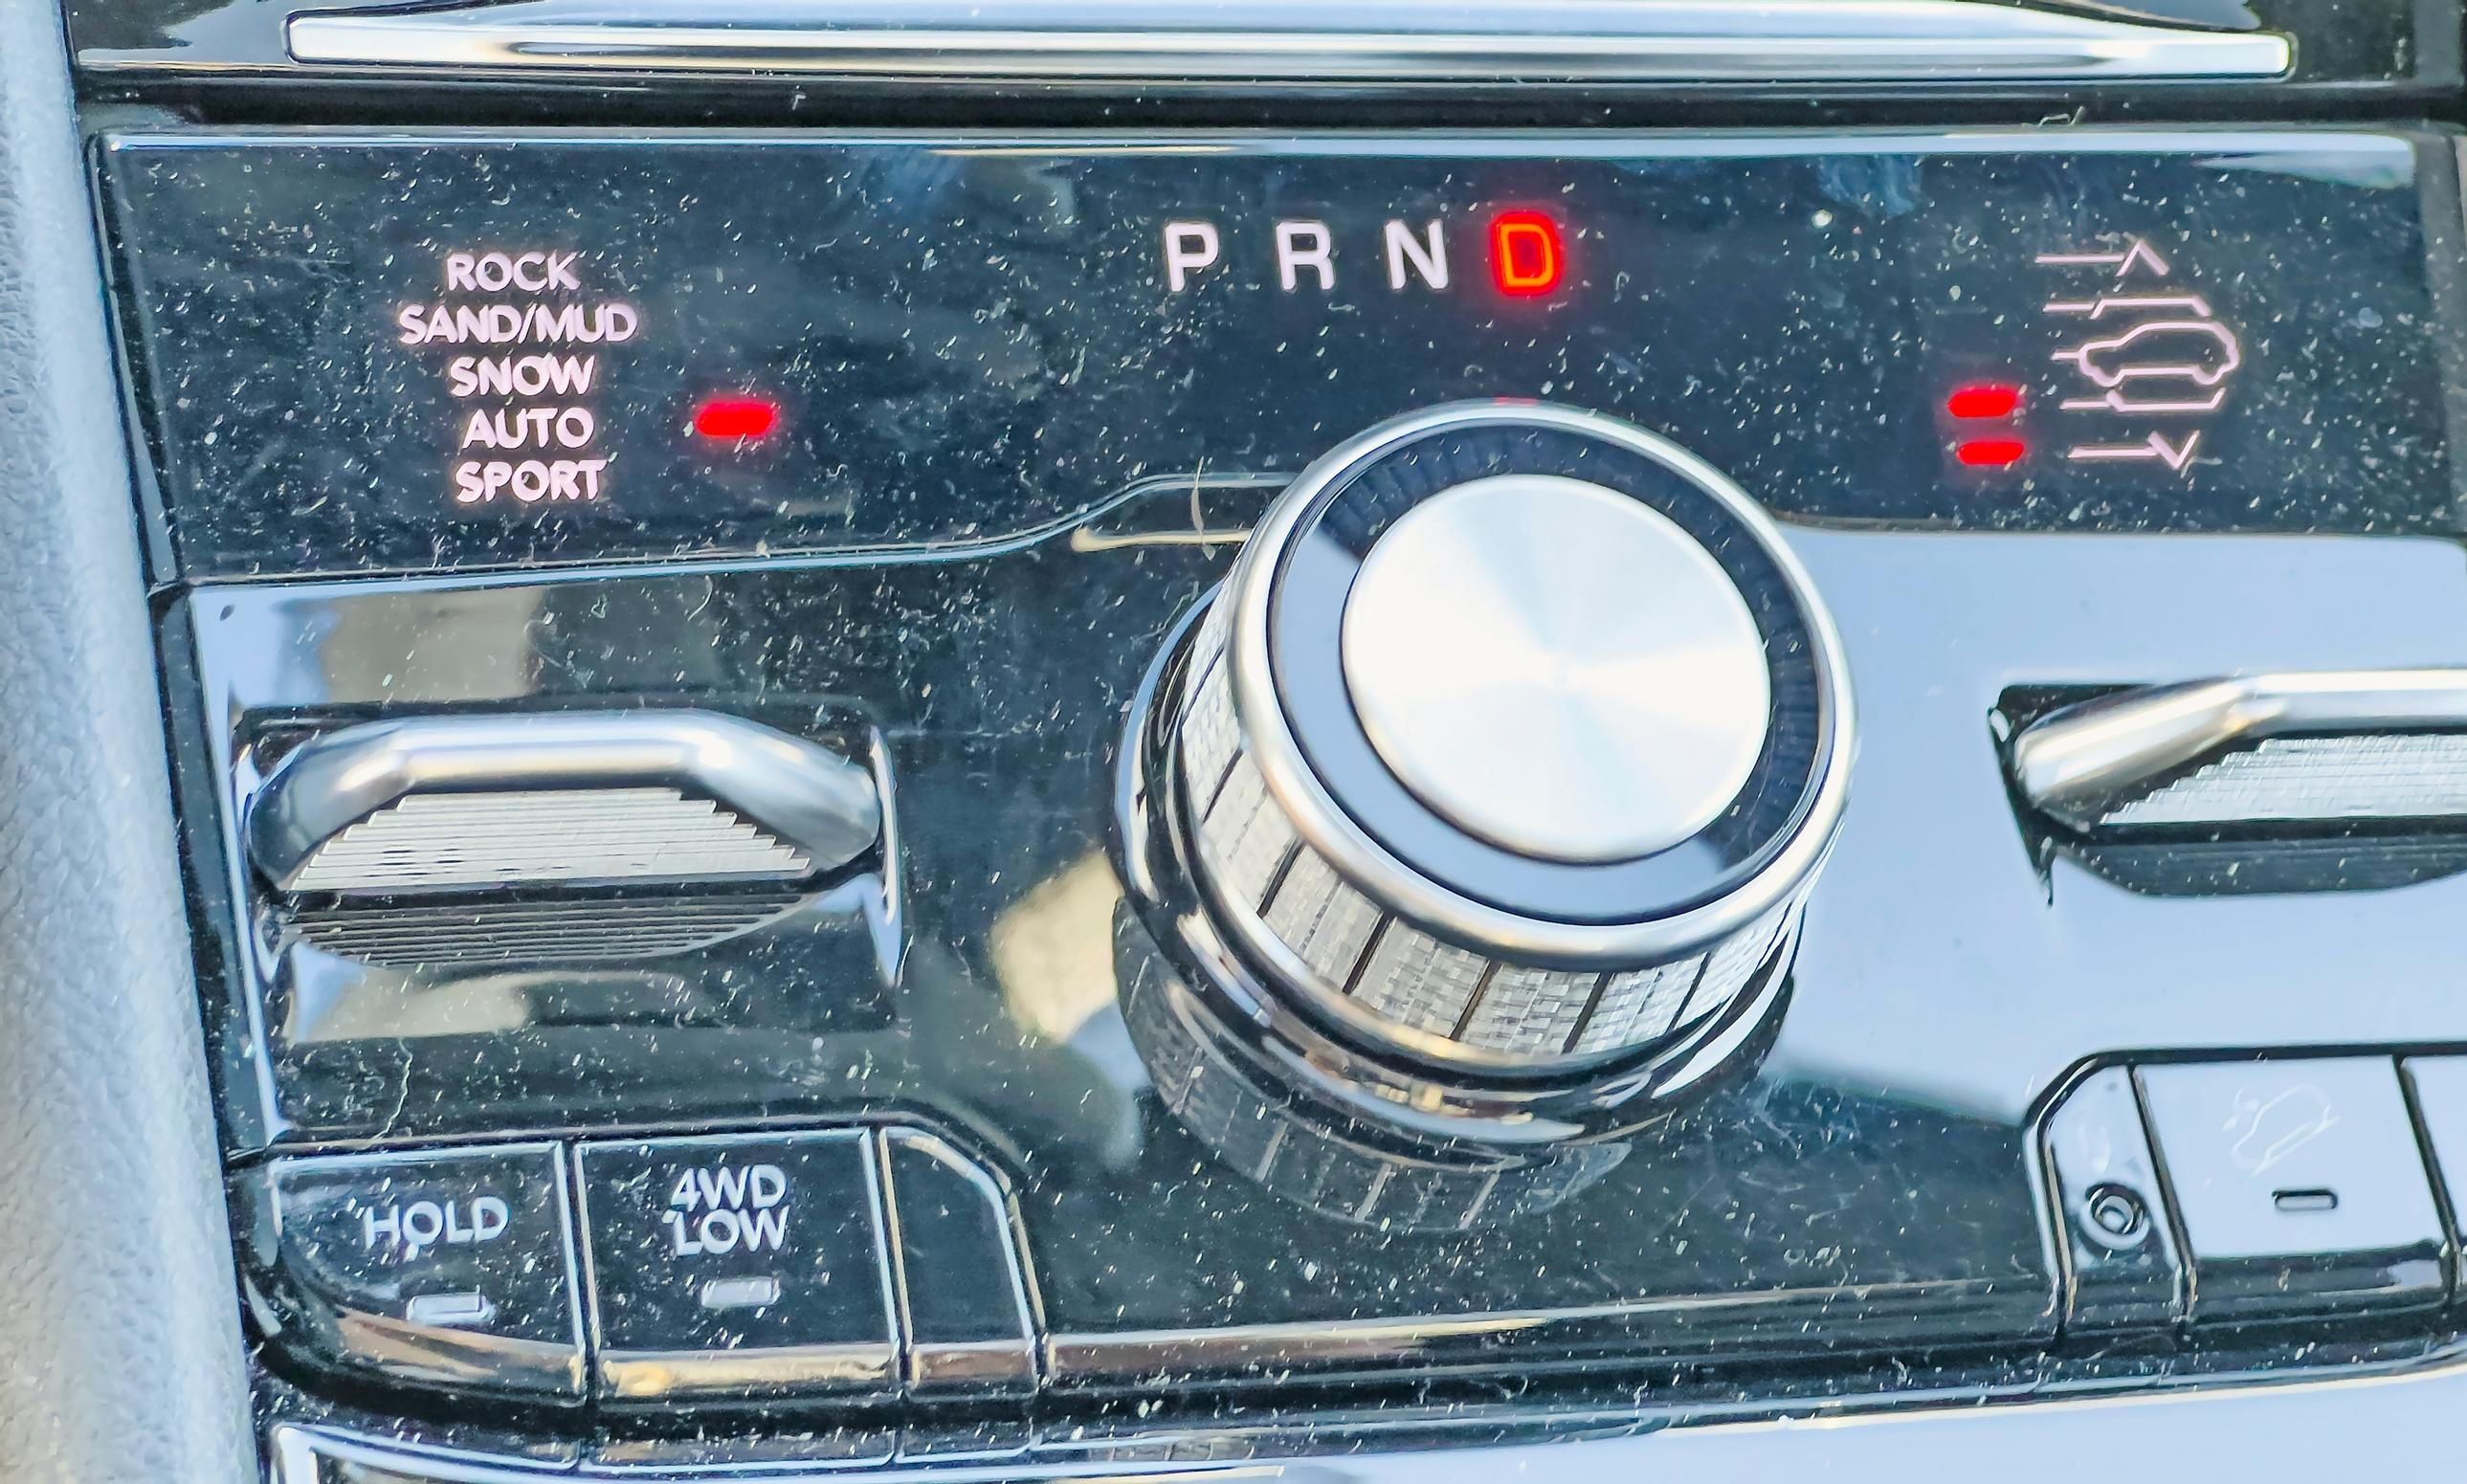 P R N D
ROCK
SAND/MUD
SNOW
AUTO
SPORT
HOLD
4WD
LOW